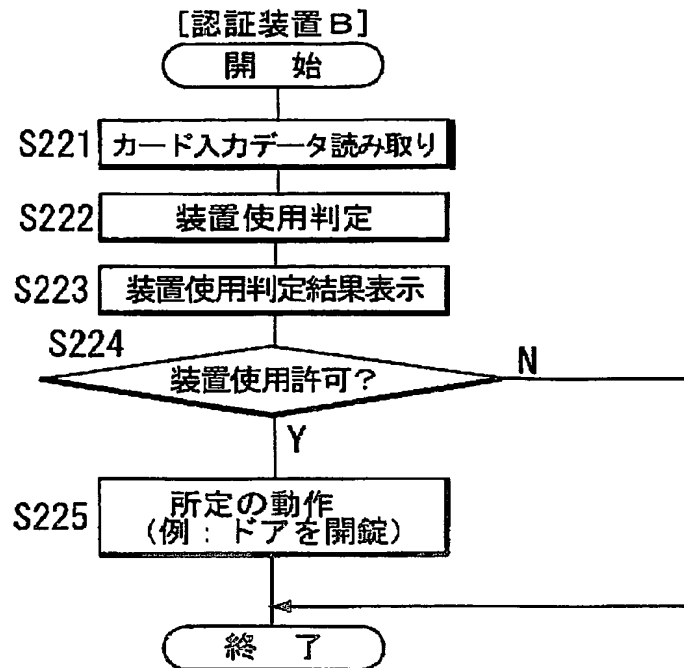 [認証装置B]
開 始
S221 カード入力データ読み取り
S222 装置使用判定
S223 装置使用判定結果表示
S224
装置使用許可?
N
Y
S225 所定の動作
(例:ドアを開錠)
終 了